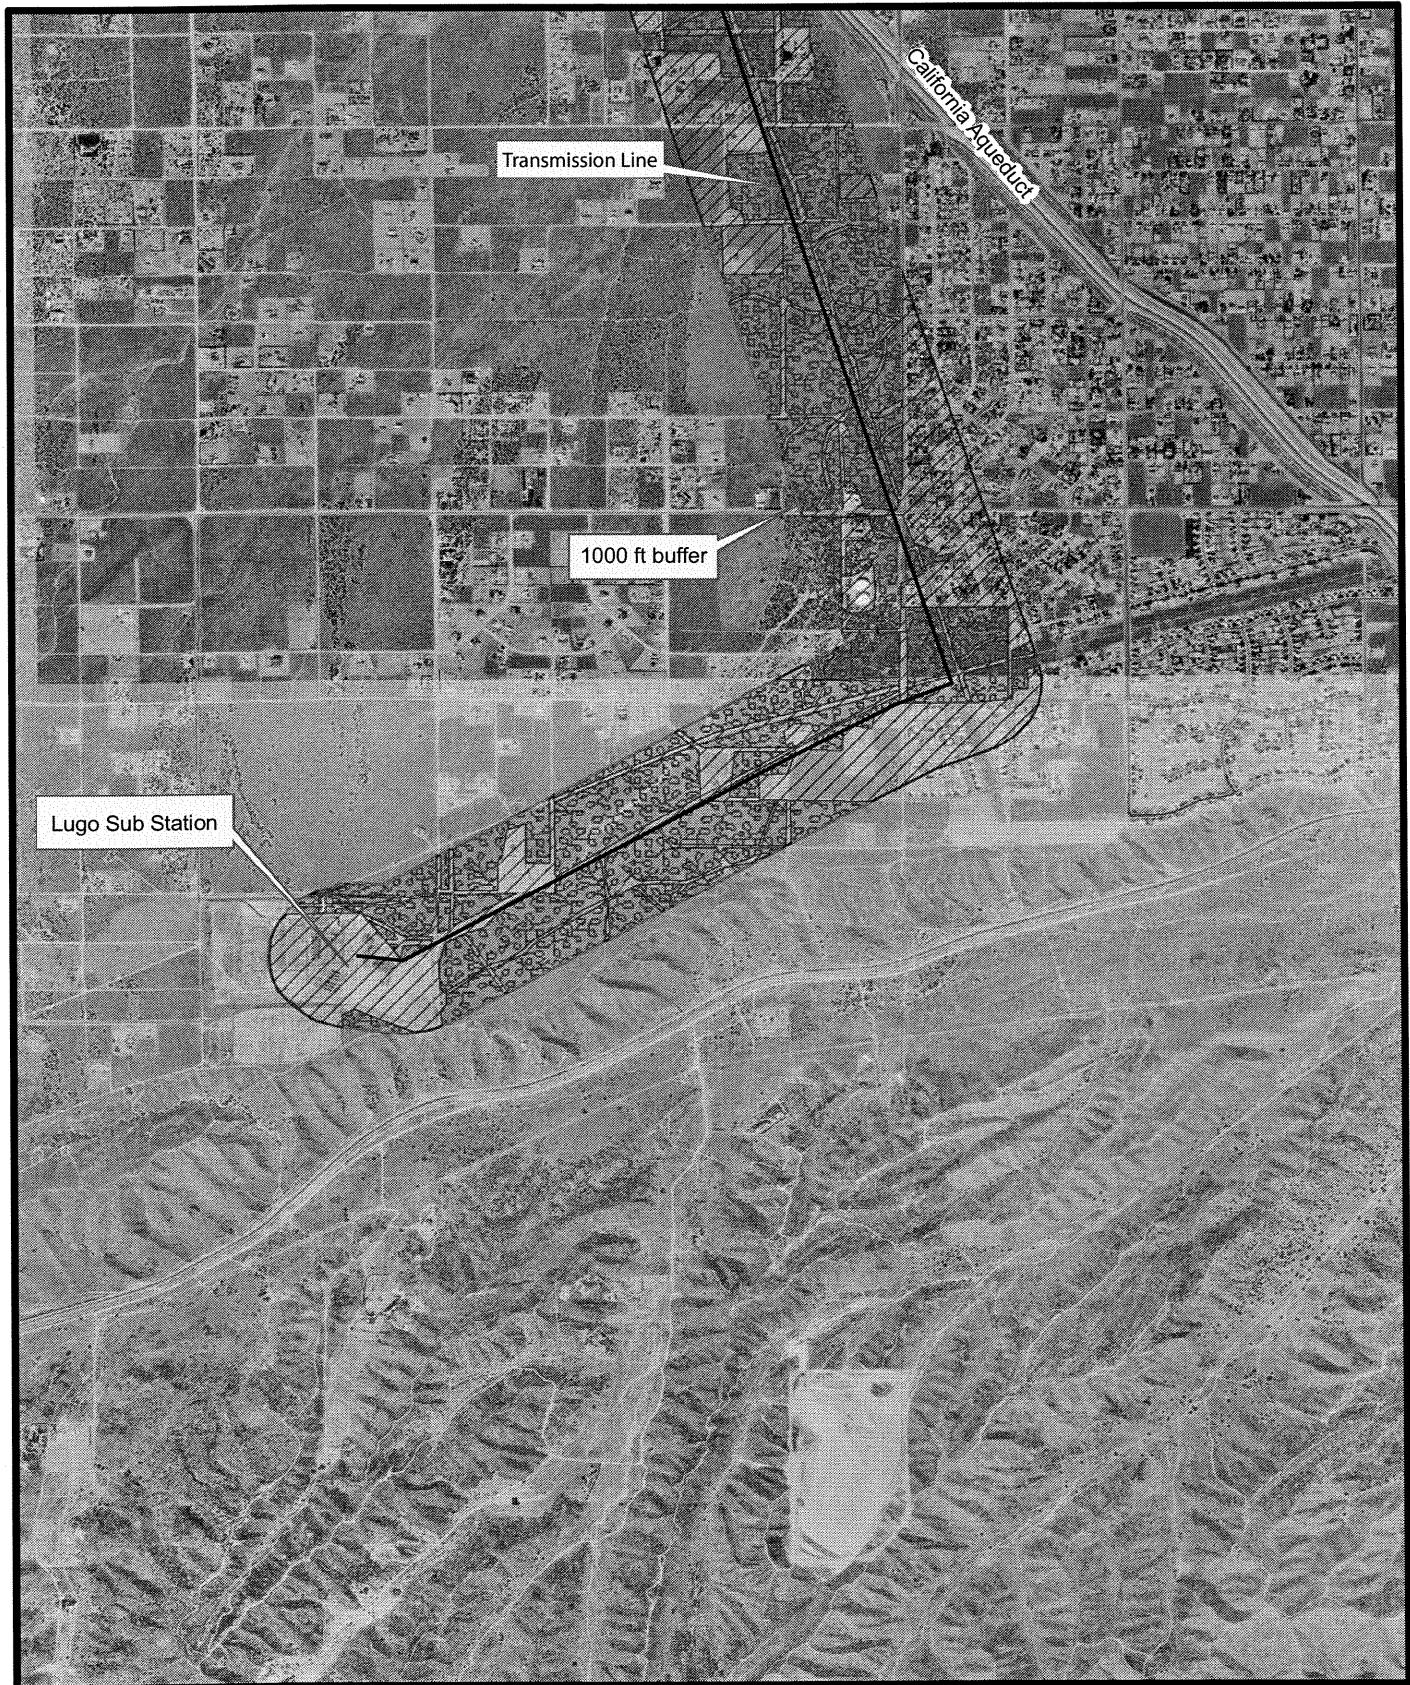 California Aqueduct
Transmission Line
1000 ft buffer
Lugo Sub Station